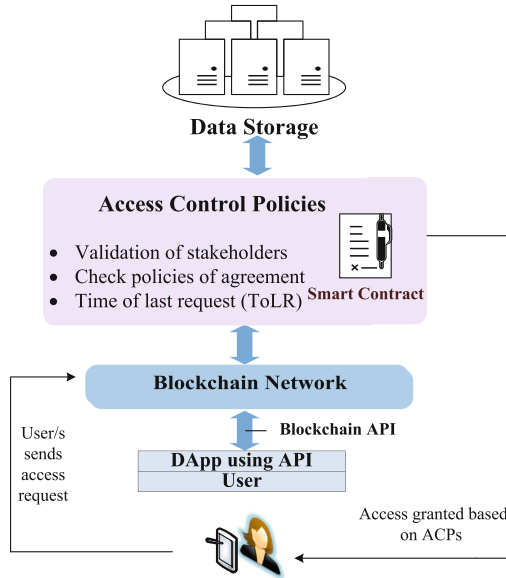 Data Storage
Access Control Policies
• Validation of stakeholders
• Check policies of agreement
• Time of last request (ToLR)
Smart Contract
Blockchain Network
User/s
sends
access
request
Blockchain API
DApp using API
User
Access granted based
on ACPs